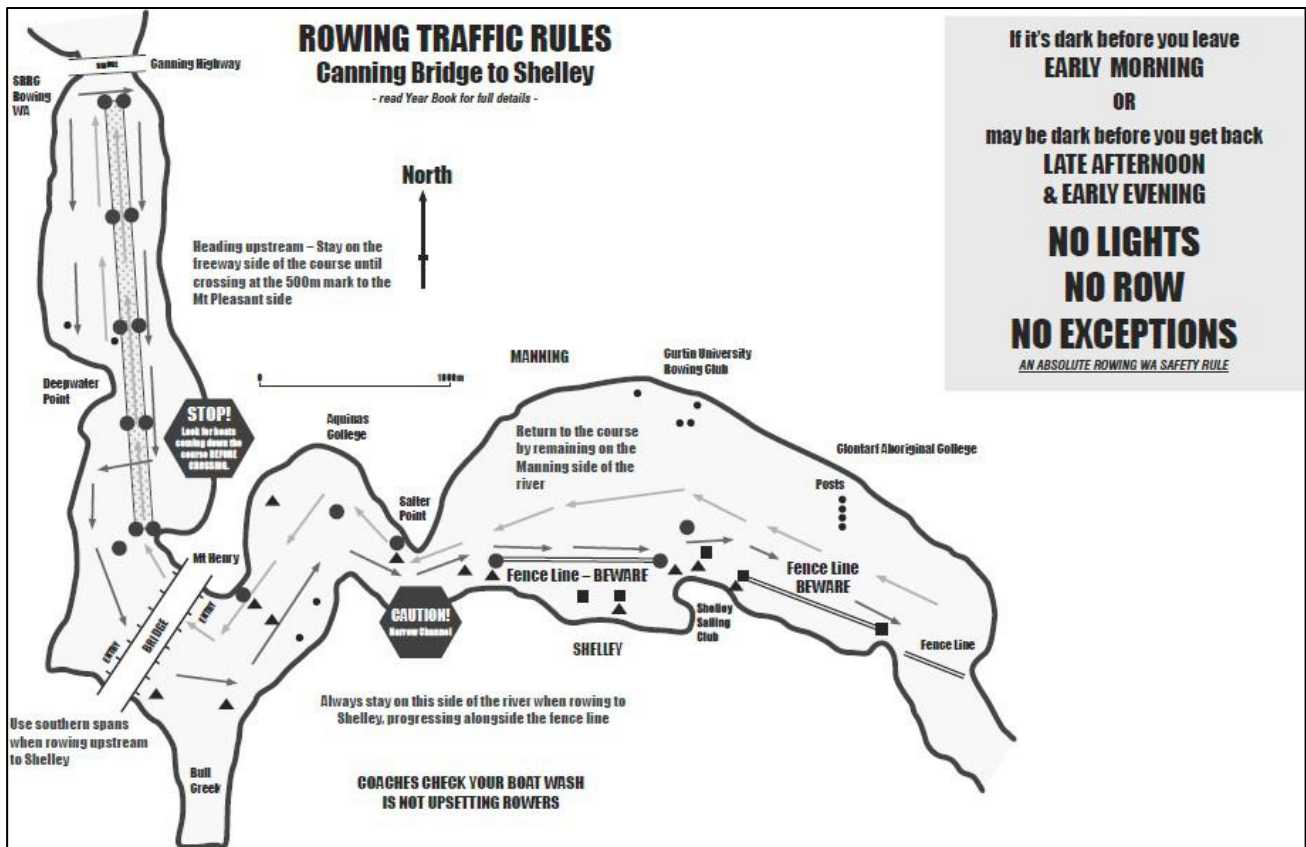 ROWING TRAFFIC RULES
Canning Bridge to Shelley
- read Year Book for full details -
If it's dark before you leave
EARLY MORNING
OR
may be dark before you get back
LATE AFTERNOON
& EARLY EVENING
NO LIGHTS
NO ROW
NO EXCEPTIONS
AN ABSOLUTE ROWING WA SAFETY RULE
BRIDGE
Canning Highway
SRRC
Rowing
WA
North
Heading upstream – Stay on the
freeway side of the course until
crossing at the 500m mark to the
Mt Pleasant side
0
1000m
Deepwater
Point
STOP!
Look for boats
coming down the
course BEFORE
CROSSING.
Aquinas
College
Salter
Point
MANNING
Curtin University
Rowing Club
Return to the course
by remaining on the
Manning side of the
river
Clontarf Aboriginal College
Posts
Mt Henry
ENTRY
BRIDGE
ENTRY
CAUTION!
Narrow Channel
Fence Line – BEWARE
Fence Line
BEWARE
Shelley
Sailing
Club
SHELLEY
Fence Line
Use southern spans
when rowing upstream
to Shelley
Always stay on this side of the river when rowing to
Shelley, progressing alongside the fence line
Bull
Creek
COACHES CHECK YOUR BOAT WASH
IS NOT UPSETTING ROWERS